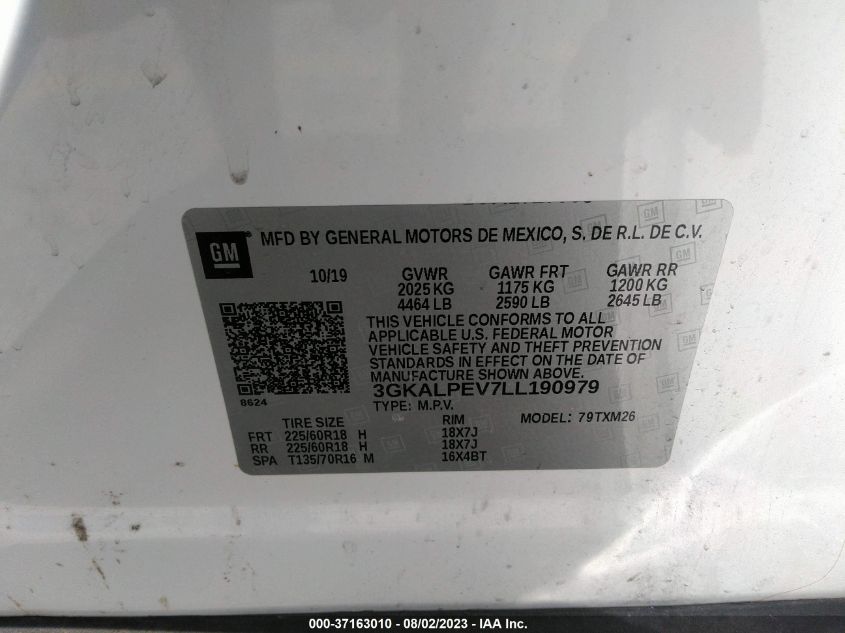 GM
MFD BY GENERAL MOTORS DE MEXICO, S. DE R.L. DE C.V.
10/19 GVWR GAWR FRT GAWR RR
2025 KG 1175 KG 1200 KG
4464 LB 2590 LB 2645 LB
THIS VEHICLE CONFORMS TO ALL
APPLICABLE U.S. FEDERAL MOTOR
VEHICLE SAFETY AND THEFT PREVENTION
STANDARDS IN EFFECT ON THE DATE OF
MANUFACTURE SHOWN ABOVE.
3GKALPEV7LL190979
8624 TYPE: M.P.V.
TIRE SIZE RIM MODEL: 79TXM26
FRT 225/60R18 H 18X7J
RR 225/60R18 H 18X7J
SPA T135/70R16 M 16X4BT
000-37163010 - 08/02/2023 - IAA Inc.